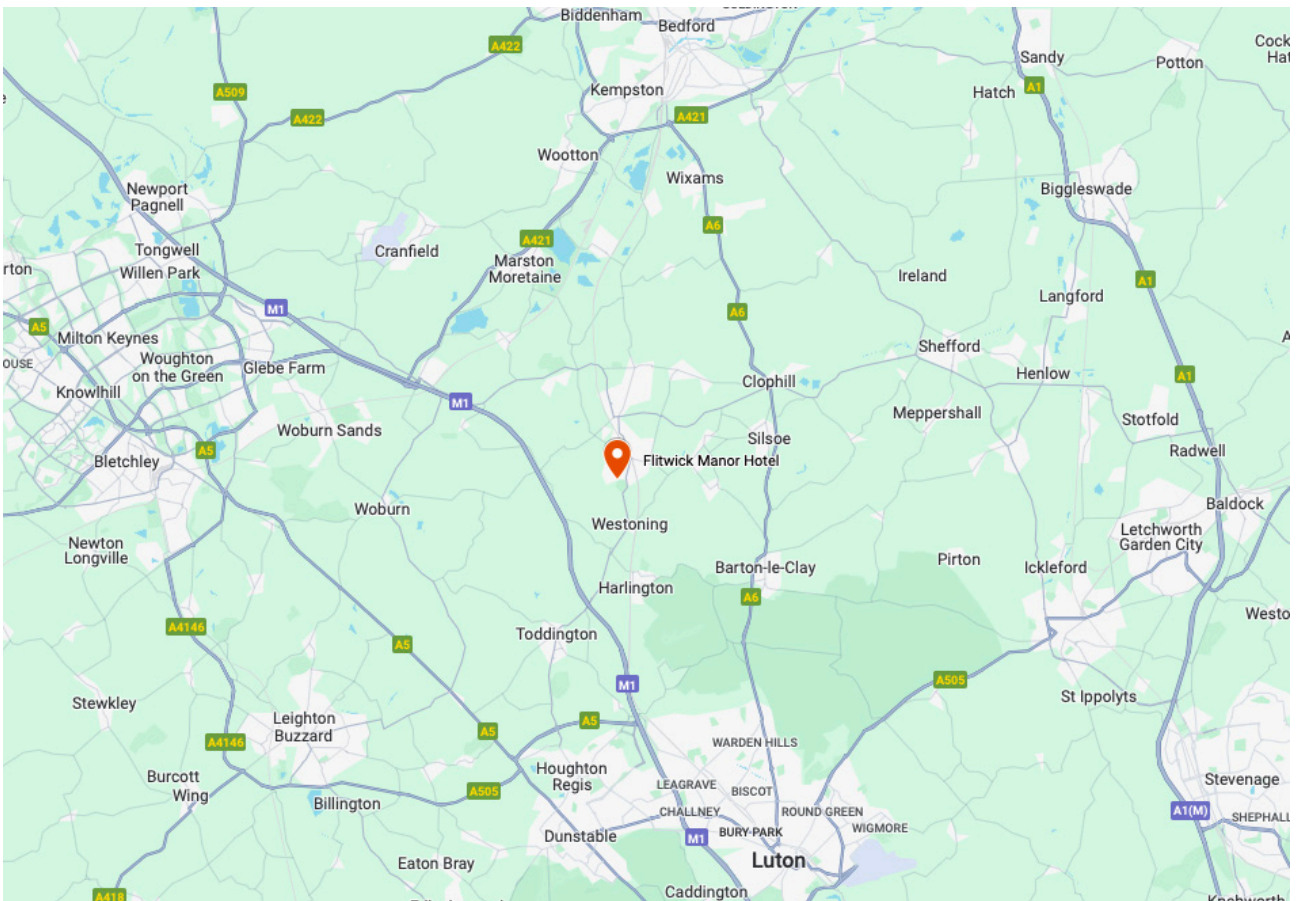 Biddenham
Bedford
Sandy
Potton
A422
A509
A1
Hatch
Kempston
A421
A422
Wootton
Wixams
Newport
Pagnell
Biggleswade
A6
A421
Tongwell
Cranfield
Marston
Moretaine
Willen Park
Ireland
A1
Langford
M1
A6
A5
Milton Keynes
Shefford
Woughton
on the Green
Glebe Farm
Henlow
A1
Clophill
Knowlhill
M1
Meppershall
Stotfold
Woburn Sands
Silsoe
A5
Radwell
Bletchley
Flitwick Manor Hotel
Woburn
Baldock
Westoning
Letchworth
Garden City
Newton
Longville
Pirton
Ickleford
Barton-le-Clay
Harlington
A6
Weston
A4146
Toddington
A5
A505
M1
St Ippolyts
Stewkley
Leighton
Buzzard
A5
A5
A4146
WARDEN HILLS
Houghton
Regis
Burcott
Wing
A505
LEAGRAVE
BISCOT
Stevenage
Billington
CHALLNEY
ROUND GREEN
A1(M)
SHEPHALL
WIGMORE
BURY PARK
M1
Dunstable
Luton
Eaton Bray
Caddington
A418